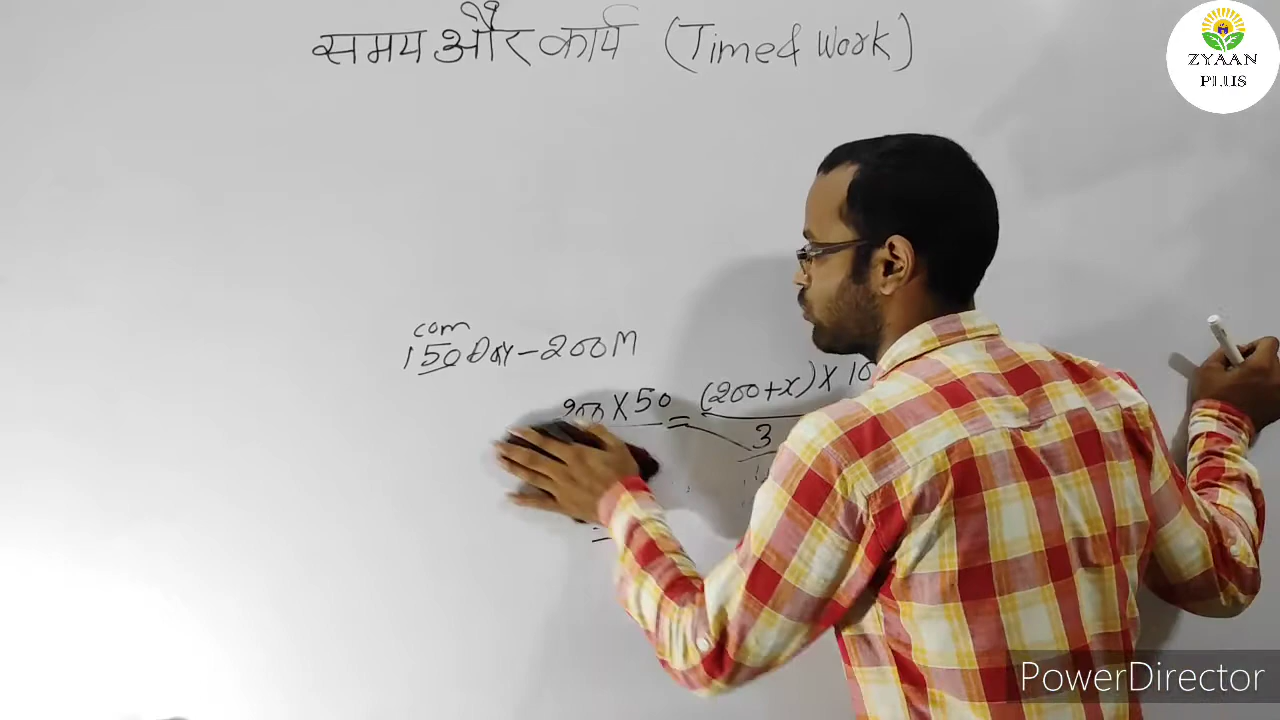 समय और कार्य (Time & Work)
ZYAAN
PLUS
com
150 Day - 200 M
200 X 50 = (200+x) X 10
3
PowerDirector